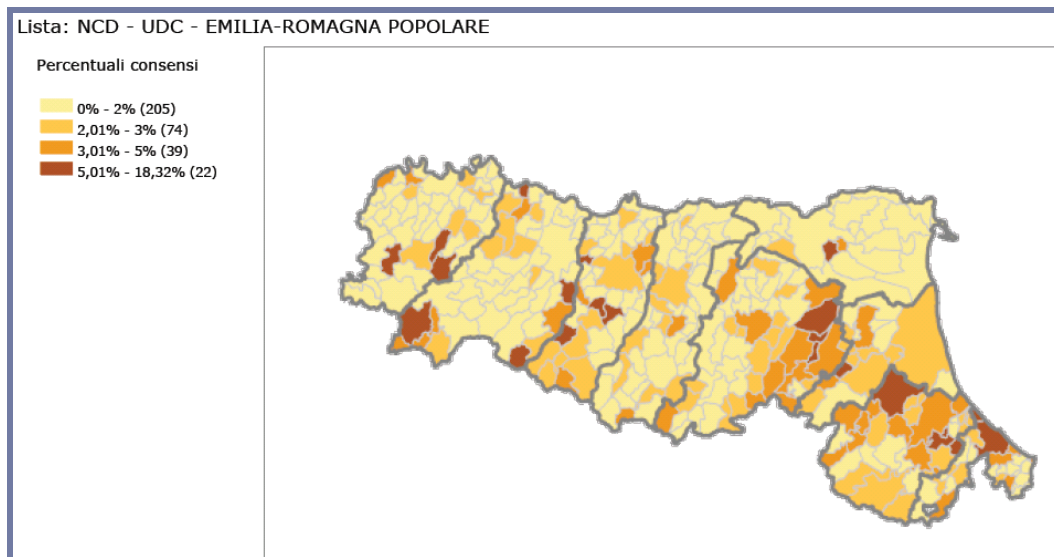 Lista: NCD - UDC - EMILIA-ROMAGNA POPOLARE
Percentuali consensi
0% - 2% (205)
2,01% - 3% (74)
3,01% - 5% (39)
5,01% - 18,32% (22)